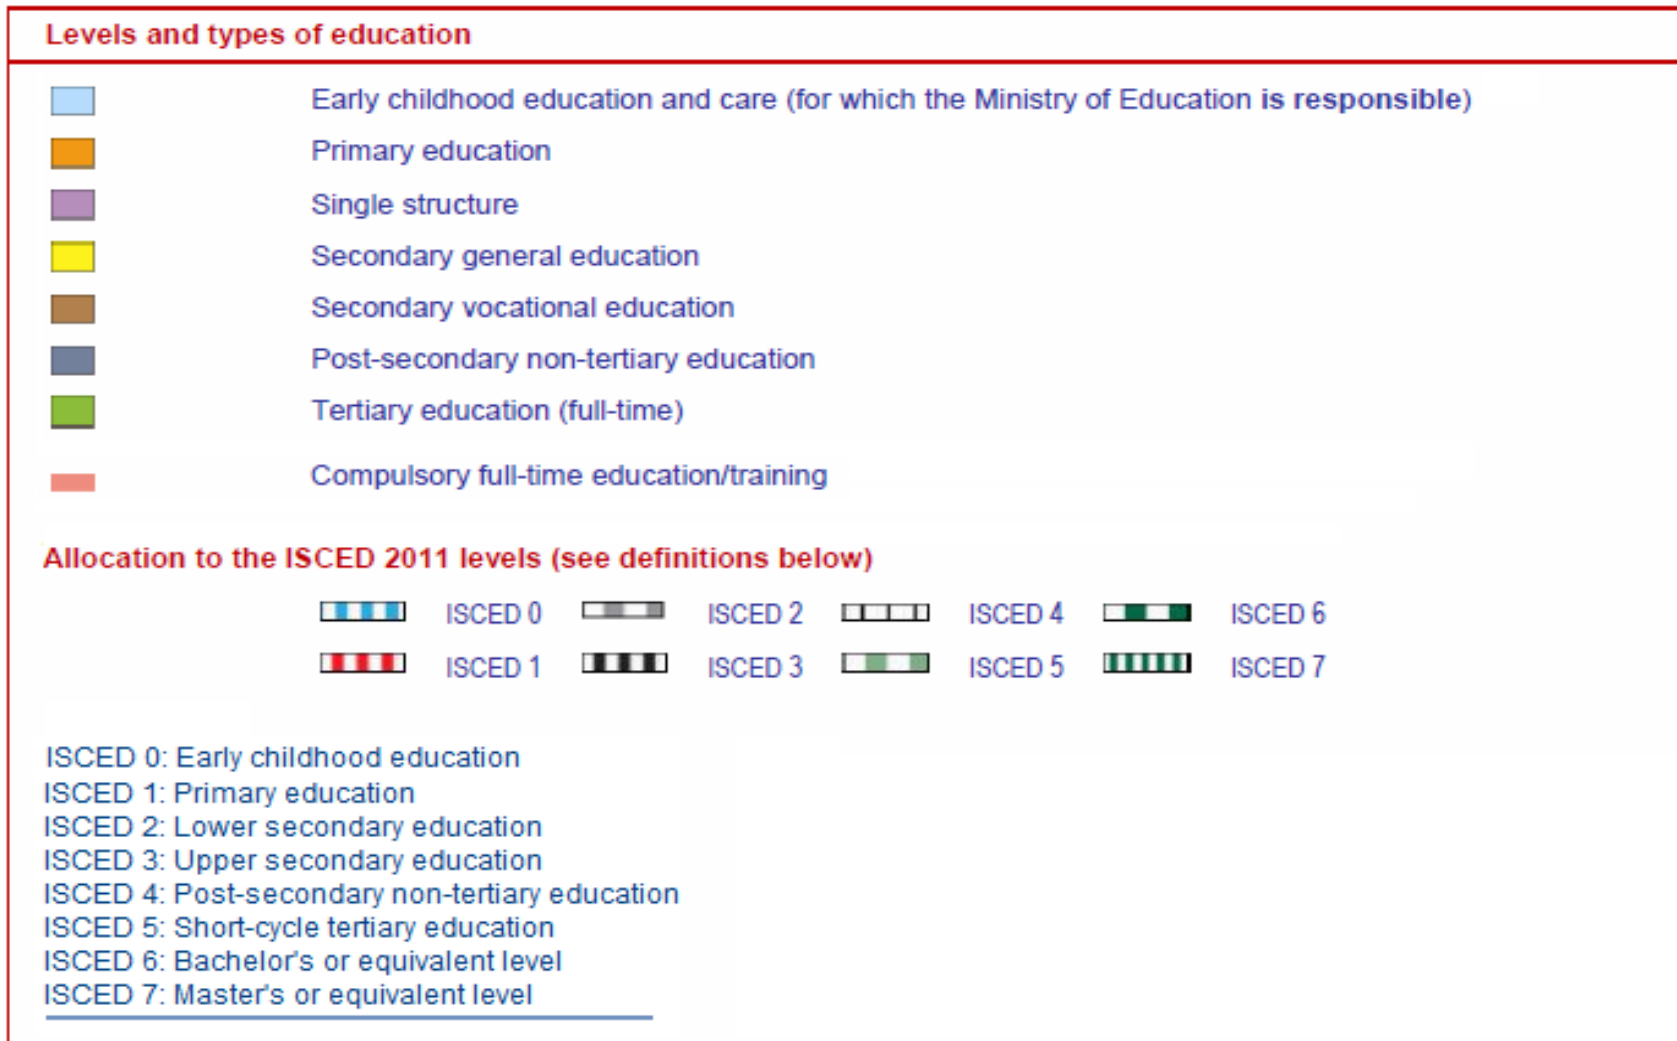 Levels and types of education
Early childhood education and care (for which the Ministry of Education is responsible)
Primary education
Single structure
Secondary general education
Secondary vocational education
Post-secondary non-tertiary education
Tertiary education (full-time)
Compulsory full-time education/training
Allocation to the ISCED 2011 levels (see definitions below)
ISCED 0 ISCED 2 ISCED 4 ISCED 6
ISCED 1 ISCED 3 ISCED 5 ISCED 7
ISCED 0: Early childhood education
ISCED 1: Primary education
ISCED 2: Lower secondary education
ISCED 3: Upper secondary education
ISCED 4: Post-secondary non-tertiary education
ISCED 5: Short-cycle tertiary education
ISCED 6: Bachelor's or equivalent level
ISCED 7: Master's or equivalent level